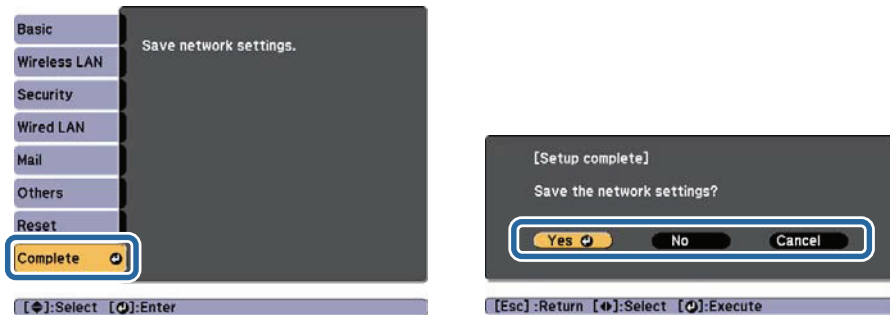 Basic
Save network settings.
Wireless LAN
Security
Wired LAN
Mail
Others
Reset
Complete
[◆]:Select [⏎]:Enter
[Setup complete]
Save the network settings?
Yes No Cancel
[Esc] :Return [◂▸]:Select [⏎]:Execute